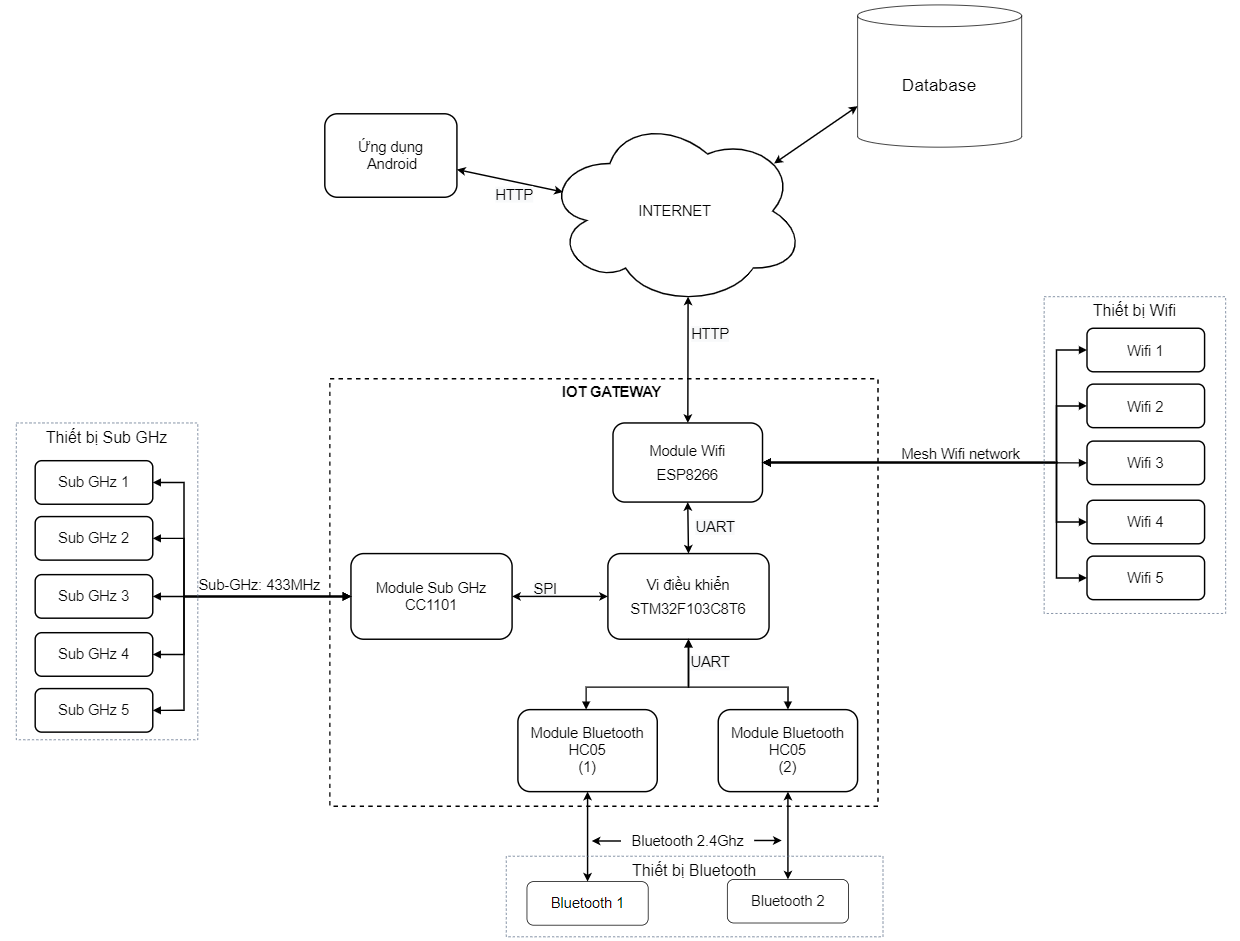 Database
Ứng dụng
Android
HTTP
INTERNET
HTTP
Thiết bị Wifi
Wifi 1
Wifi 2
Wifi 3
Wifi 4
Wifi 5
IOT GATEWAY
Module Wifi
ESP8266
Mesh Wifi network
UART
Thiết bị Sub GHz
Sub GHz 1
Sub GHz 2
Sub GHz 3
Sub GHz 4
Sub GHz 5
Sub-GHz: 433MHz
Module Sub GHz
CC1101
SPI
Vi điều khiển
STM32F103C8T6
UART
Module Bluetooth
HC05
(1)
Module Bluetooth
HC05
(2)
Bluetooth 2.4Ghz
Thiết bị Bluetooth
Bluetooth 1
Bluetooth 2